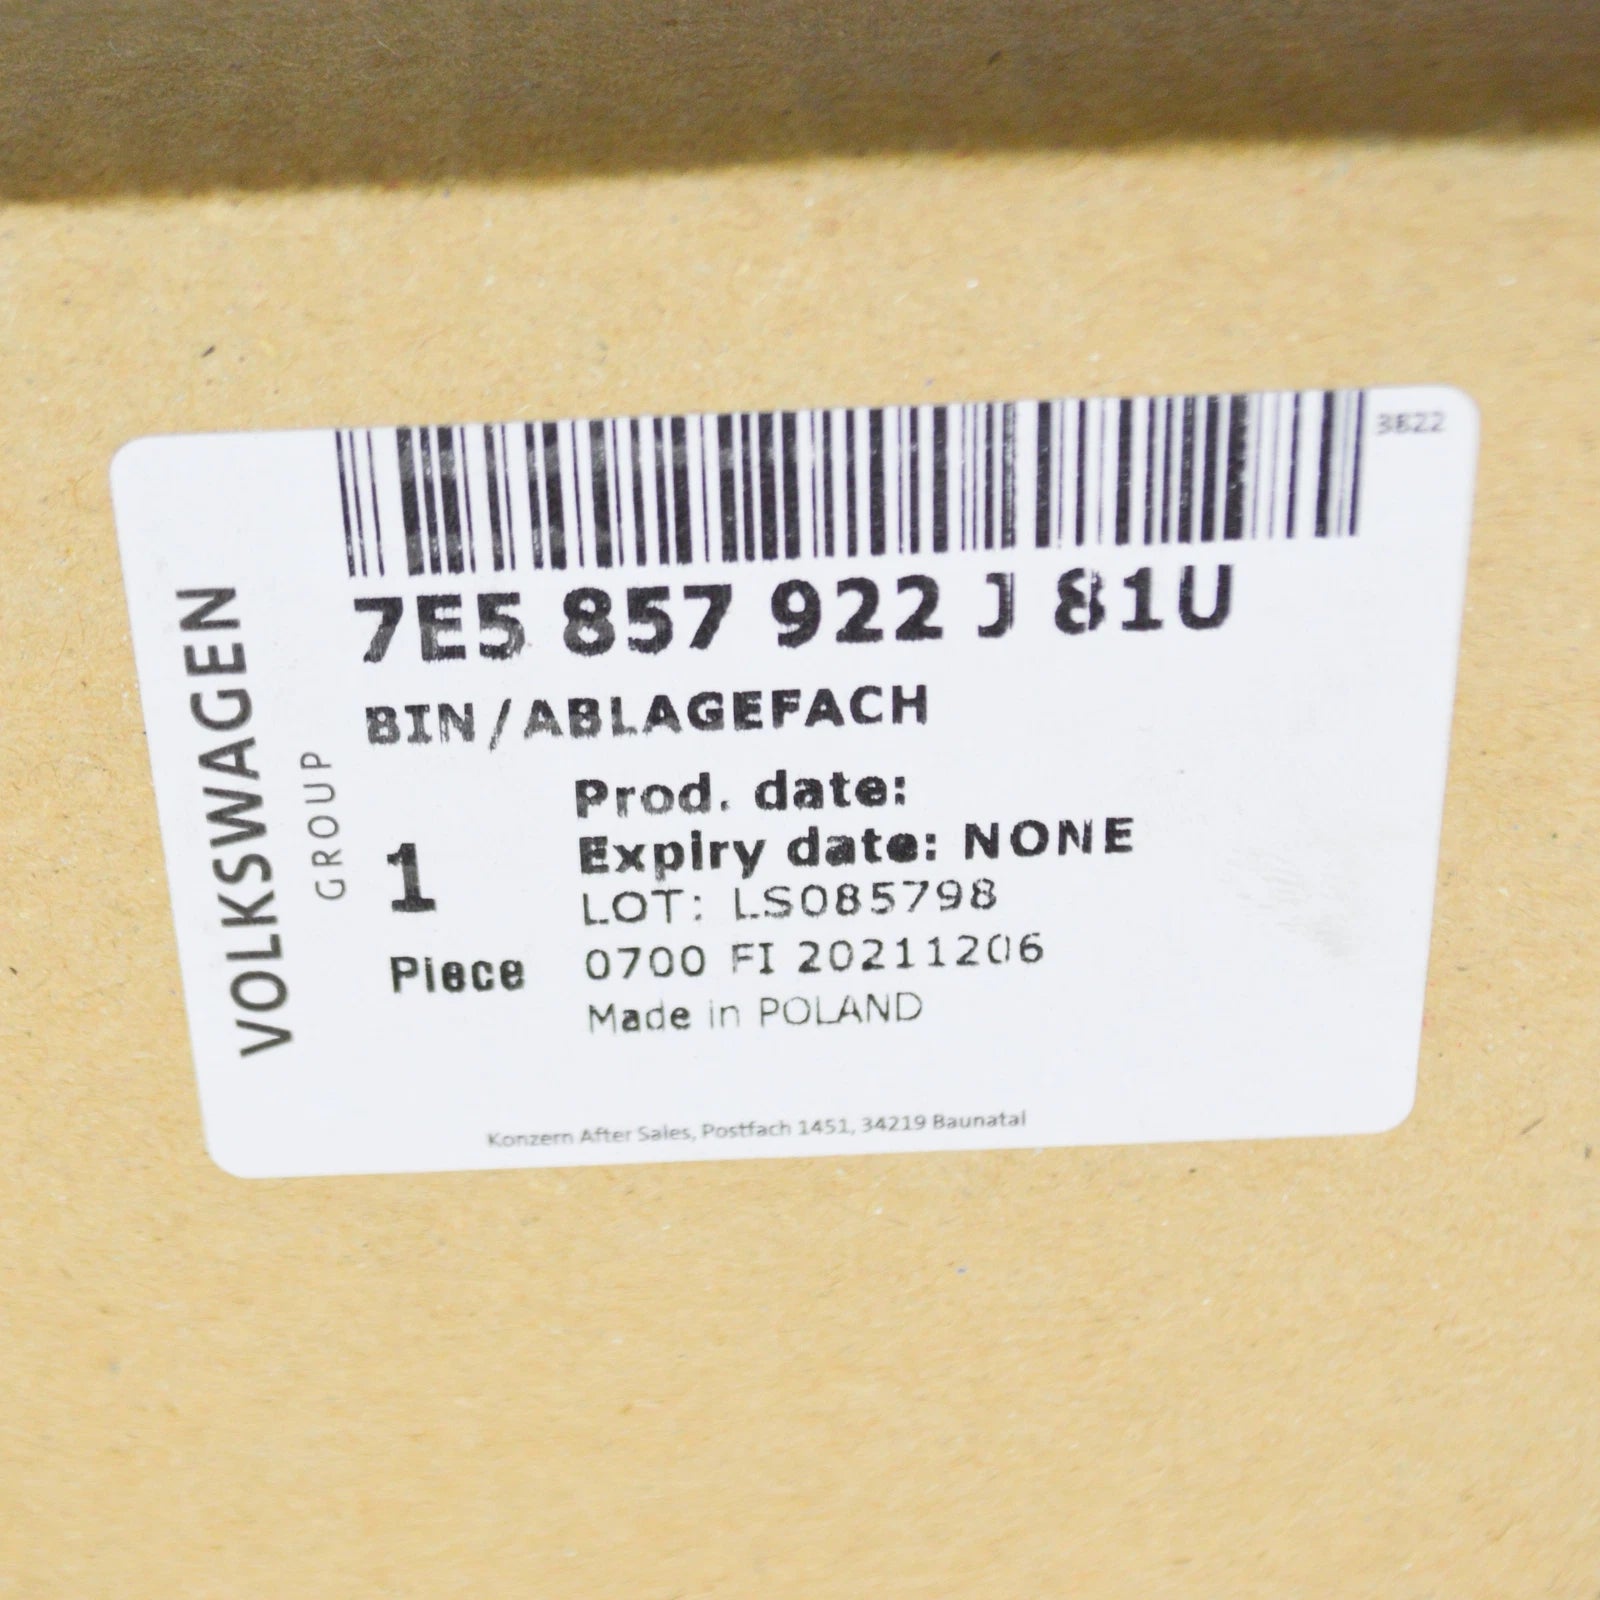 3622
7E5 857 922 J 81U
BIN/ABLAGEFACH
Prod. date:
Expiry date: NONE
1
LOT: LS085798
Piece
0700 FI 20211206
Made in POLAND
VOLKSWAGEN
GROUP
Konzern After Sales, Postfach 1451, 34219 Baunatal